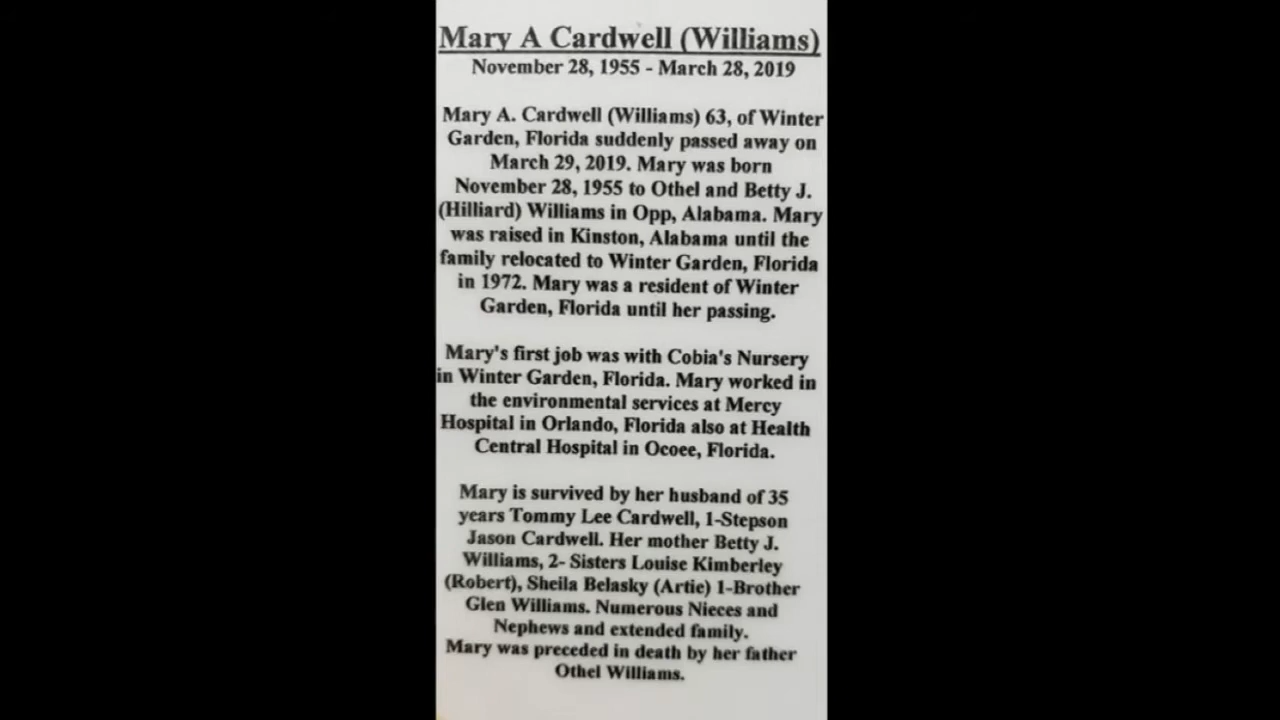 Mary A Cardwell (Williams)
November 28, 1955 - March 28, 2019
Mary A. Cardwell (Williams) 63, of Winter
Garden, Florida suddenly passed away on
March 29, 2019. Mary was born
November 28, 1955 to Othel and Betty J.
(Hilliard) Williams in Opp, Alabama. Mary
was raised in Kinston, Alabama until the
family relocated to Winter Garden, Florida
in 1972. Mary was a resident of Winter
Garden, Florida until her passing.
Mary's first job was with Cobia's Nursery
in Winter Garden, Florida. Mary worked in
the environmental services at Mercy
Hospital in Orlando, Florida also at Health
Central Hospital in Ocoee, Florida.
Mary is survived by her husband of 35
years Tommy Lee Cardwell, 1-Stepson
Jason Cardwell. Her mother Betty J.
Williams, 2- Sisters Louise Kimberley
(Robert), Sheila Belasky (Artie) 1-Brother
Glen Williams. Numerous Nieces and
Nephews and extended family.
Mary was preceded in death by her father
Othel Williams.